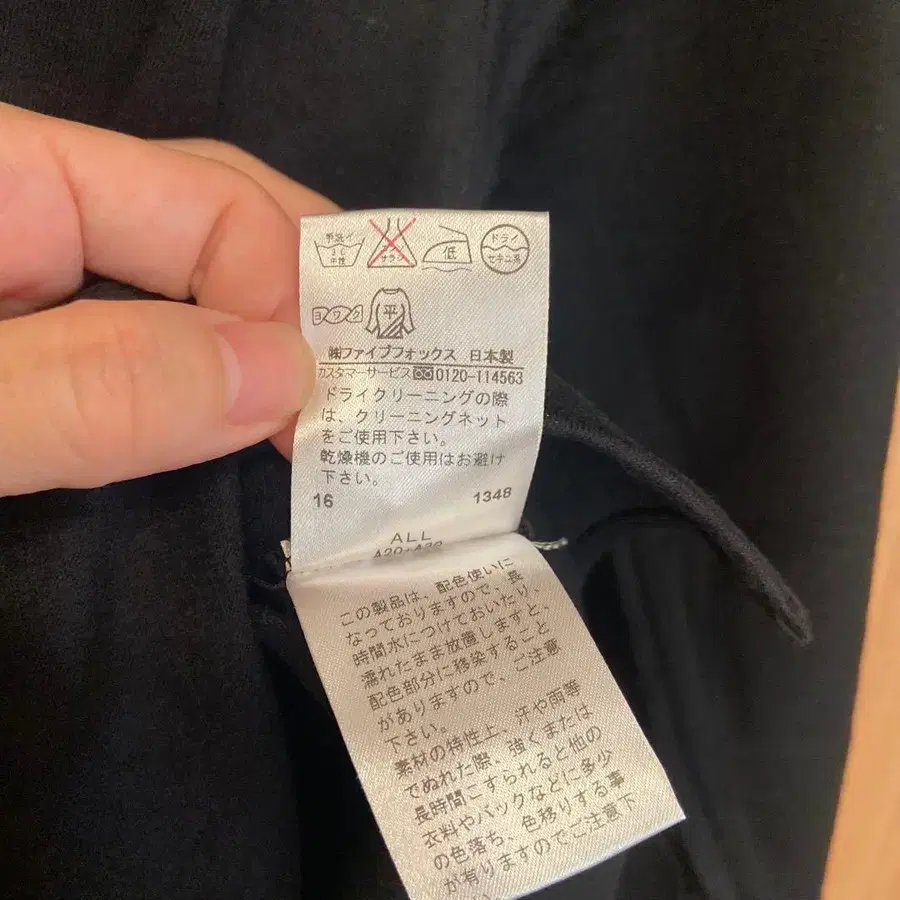 手洗イ
30
中性
サラシ
低
ドライ
セキユ系
ヨワク
平
㈱ファイブフォックス 日本製
カスタマーサービス 0120-114563
ドライクリーニングの際
は、クリーニングネット
をご使用下さい。
乾燥機のご使用はお避け
下さい。
16 1348
ALL
この製品は、配色使いに
なっておりますので、長
時間水につけておいたり、
濡れたまま放置しますと、
配色部分に移染すること
がありますので、ご注意
下さい。
素材の特性上、汗や雨等
でぬれた際、強くまたは
長時間こすられると他の
衣料やバックなどに多少
の色落ち、色移りする事
が有りますのでご注意下